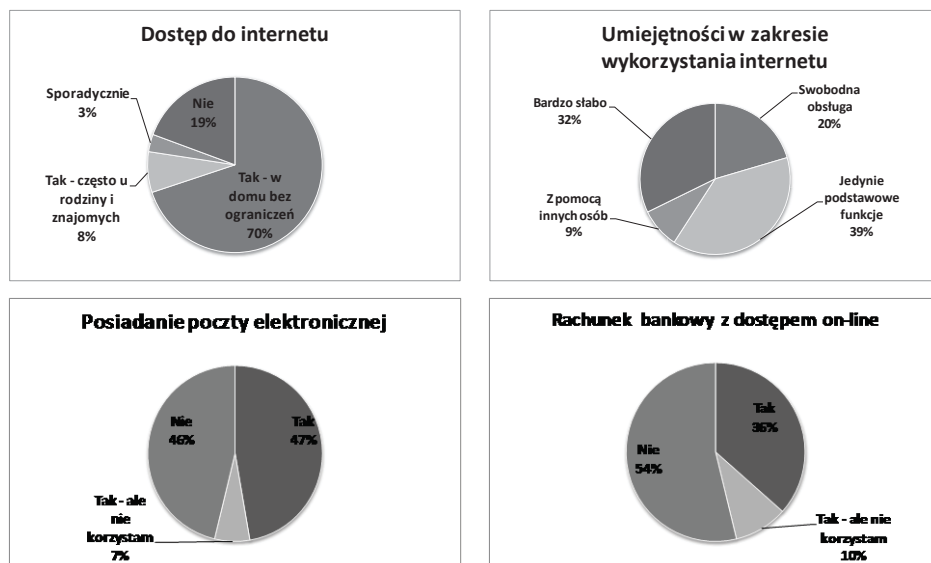 Dostęp do internetu
Sporadycznie
3%
Nie
19%
Tak - często u
rodziny i
znajomych
8%
Tak - w
domu bez
ograniczeń
70%
Umiejętności w zakresie
wykorzystania internetu
Bardzo słabo
32%
Swobodna
obsługa
20%
Z pomocą
innych osób
9%
Jedynie
podstawowe
funkcje
39%
Posiadanie poczty elektronicznej
Nie
46%
Tak
47%
Tak - ale
nie
korzystam
7%
Rachunek bankowy z dostępem on-line
Tak
36%
Nie
54%
Tak - ale nie
korzystam
10%